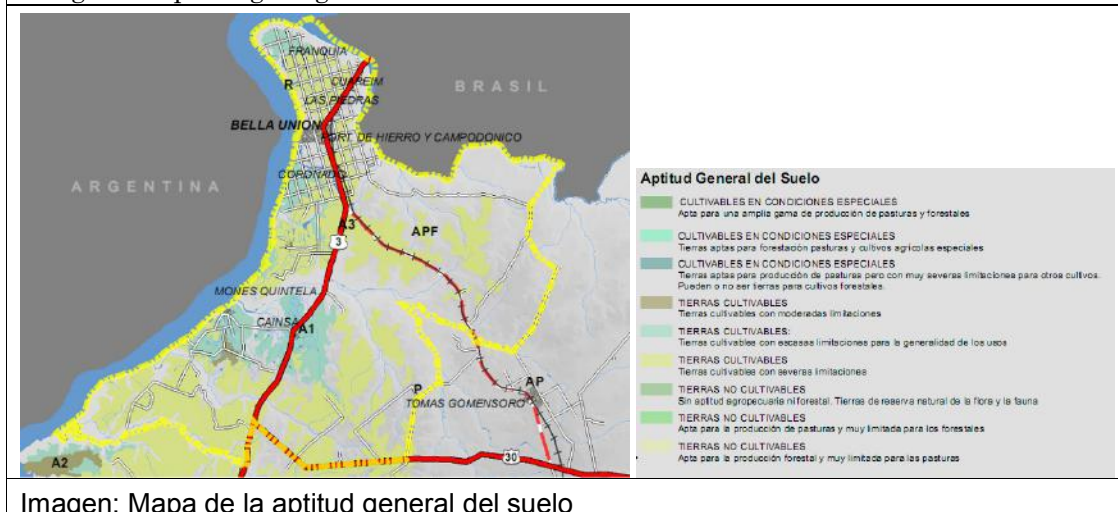 FRANQUIA
CUAREIM
BRASIL
R
LAS PIEDRAS
BELLA UNION
PORT. DE HIERRO Y CAMPODONICO
CORONADO
ARGENTINA
A3
3
APF
MONES QUINTELA
CAINSA
A1
P
AP
TOMAS GOMENSORO
A2
30
Aptitud General del Suelo
CULTIVABLES EN CONDICIONES ESPECIALES
Apta para una amplia gama de producción de pasturas y forestales
CULTIVABLES EN CONDICIONES ESPECIALES
Tierras aptas para forestación pasturas y cultivos agrícolas especiales
CULTIVABLES EN CONDICIONES ESPECIALES
Tierras aptas para producción de pasturas pero con muy severas limitaciones para otros cultivos.
Pueden o no ser tierras para cultivos forestales.
TIERRAS CULTIVABLES
Tierras cultivables con moderadas limitaciones
TIERRAS CULTIVABLES:
Tierras cultivables con escasas limitaciones para la generalidad de los usos
TIERRAS CULTIVABLES
Tierras cultivables con severas limitaciones
TIERRAS NO CULTIVABLES
Sin aptitud agropecuaria ni forestal. Tierras de reserva natural de la flora y la fauna
TIERRAS NO CULTIVABLES
Apta para la producción de pasturas y muy limitada para los forestales
TIERRAS NO CULTIVABLES
Apta para la producción forestal y muy limitada para las pasturas
Imagen: Mapa de la aptitud general del suelo